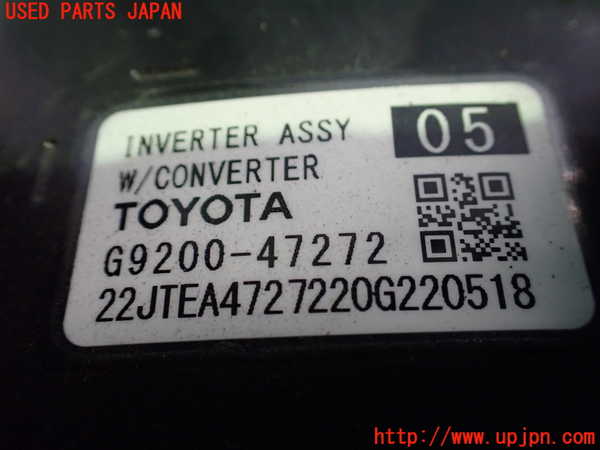 USED PARTS JAPAN
INVERTER ASSY
05
W/CONVERTER
TOYOTA
G9200-47272
22JTEA4727220G220518
http://www.upjpn.com/